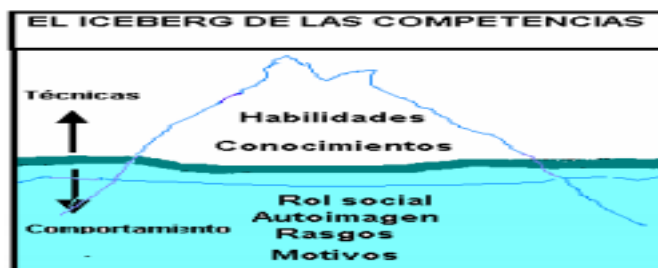 EL ICEBERG DE LAS COMPETENCIAS
Técnicas
Habilidades
Conocimientos
Rol social
Autoimagen
Comportamiento
Rasgos
Motivos